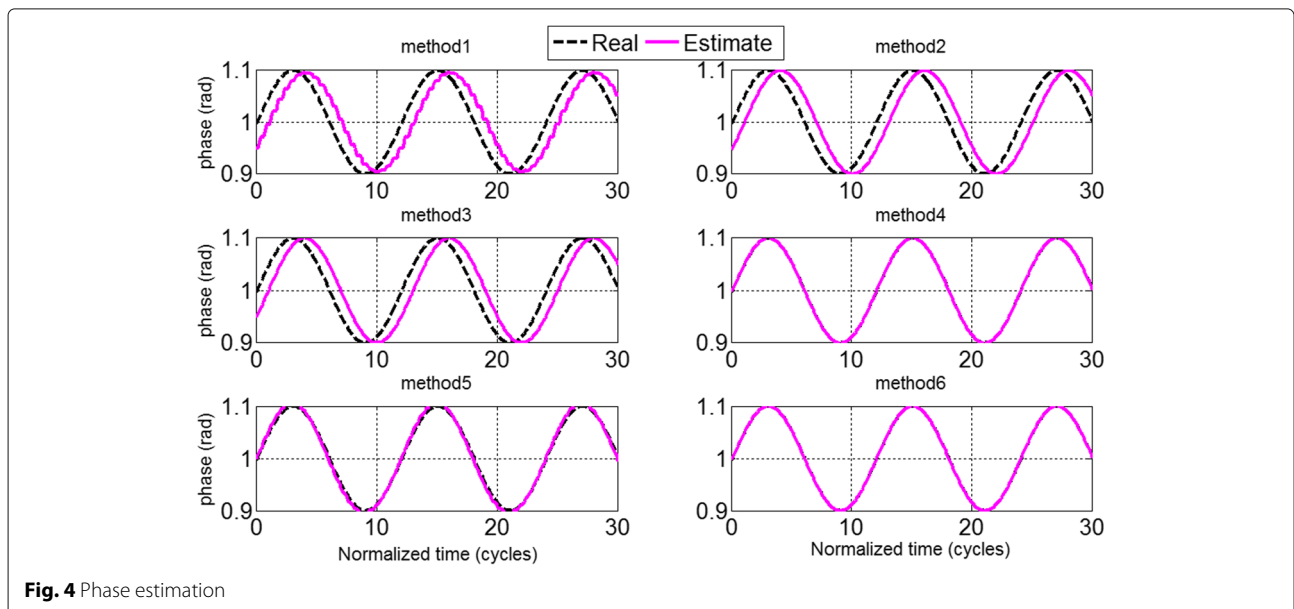 Real Estimate
method1
phase (rad)
1.1
1
0.9
0 10 20 30
method2
1.1
1
0.9
0 10 20 30
method3
phase (rad)
1.1
1
0.9
0 10 20 30
method4
1.1
1
0.9
0 10 20 30
method5
phase (rad)
1.1
1
0.9
0 10 20 30
Normalized time (cycles)
method6
1.1
1
0.9
0 10 20 30
Normalized time (cycles)
Fig. 4 Phase estimation